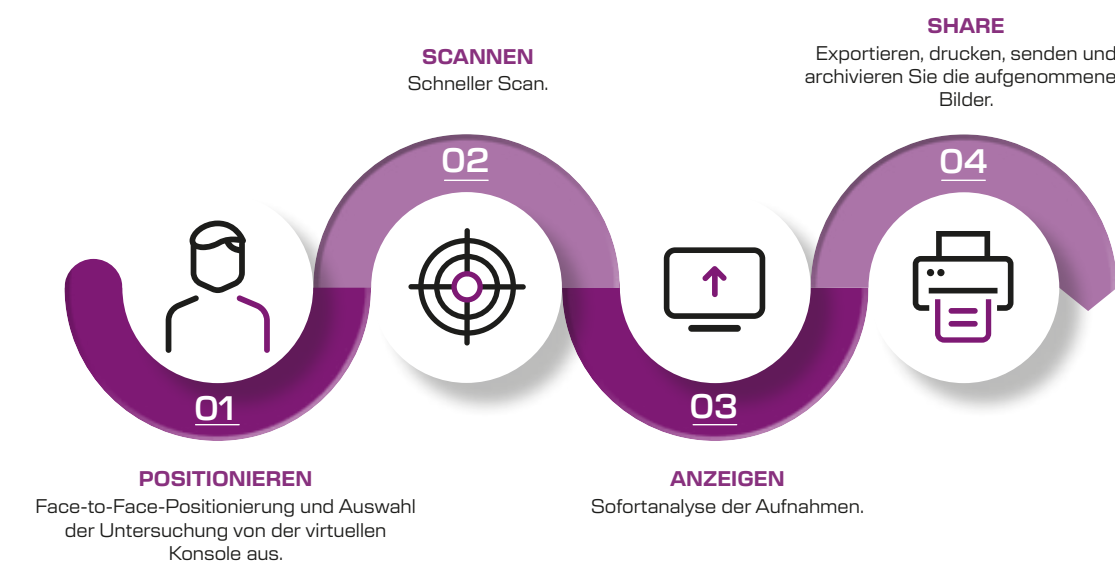 01
POSITIONIEREN
Face-to-Face-Positionierung und Auswahl
der Untersuchung von der virtuellen
Konsole aus.
SCANNEN
Schneller Scan.
02
03
ANZEIGEN
Sofortanalyse der Aufnahmen.
SHARE
Exportieren, drucken, senden und
archivieren Sie die aufgenommene
Bilder.
04